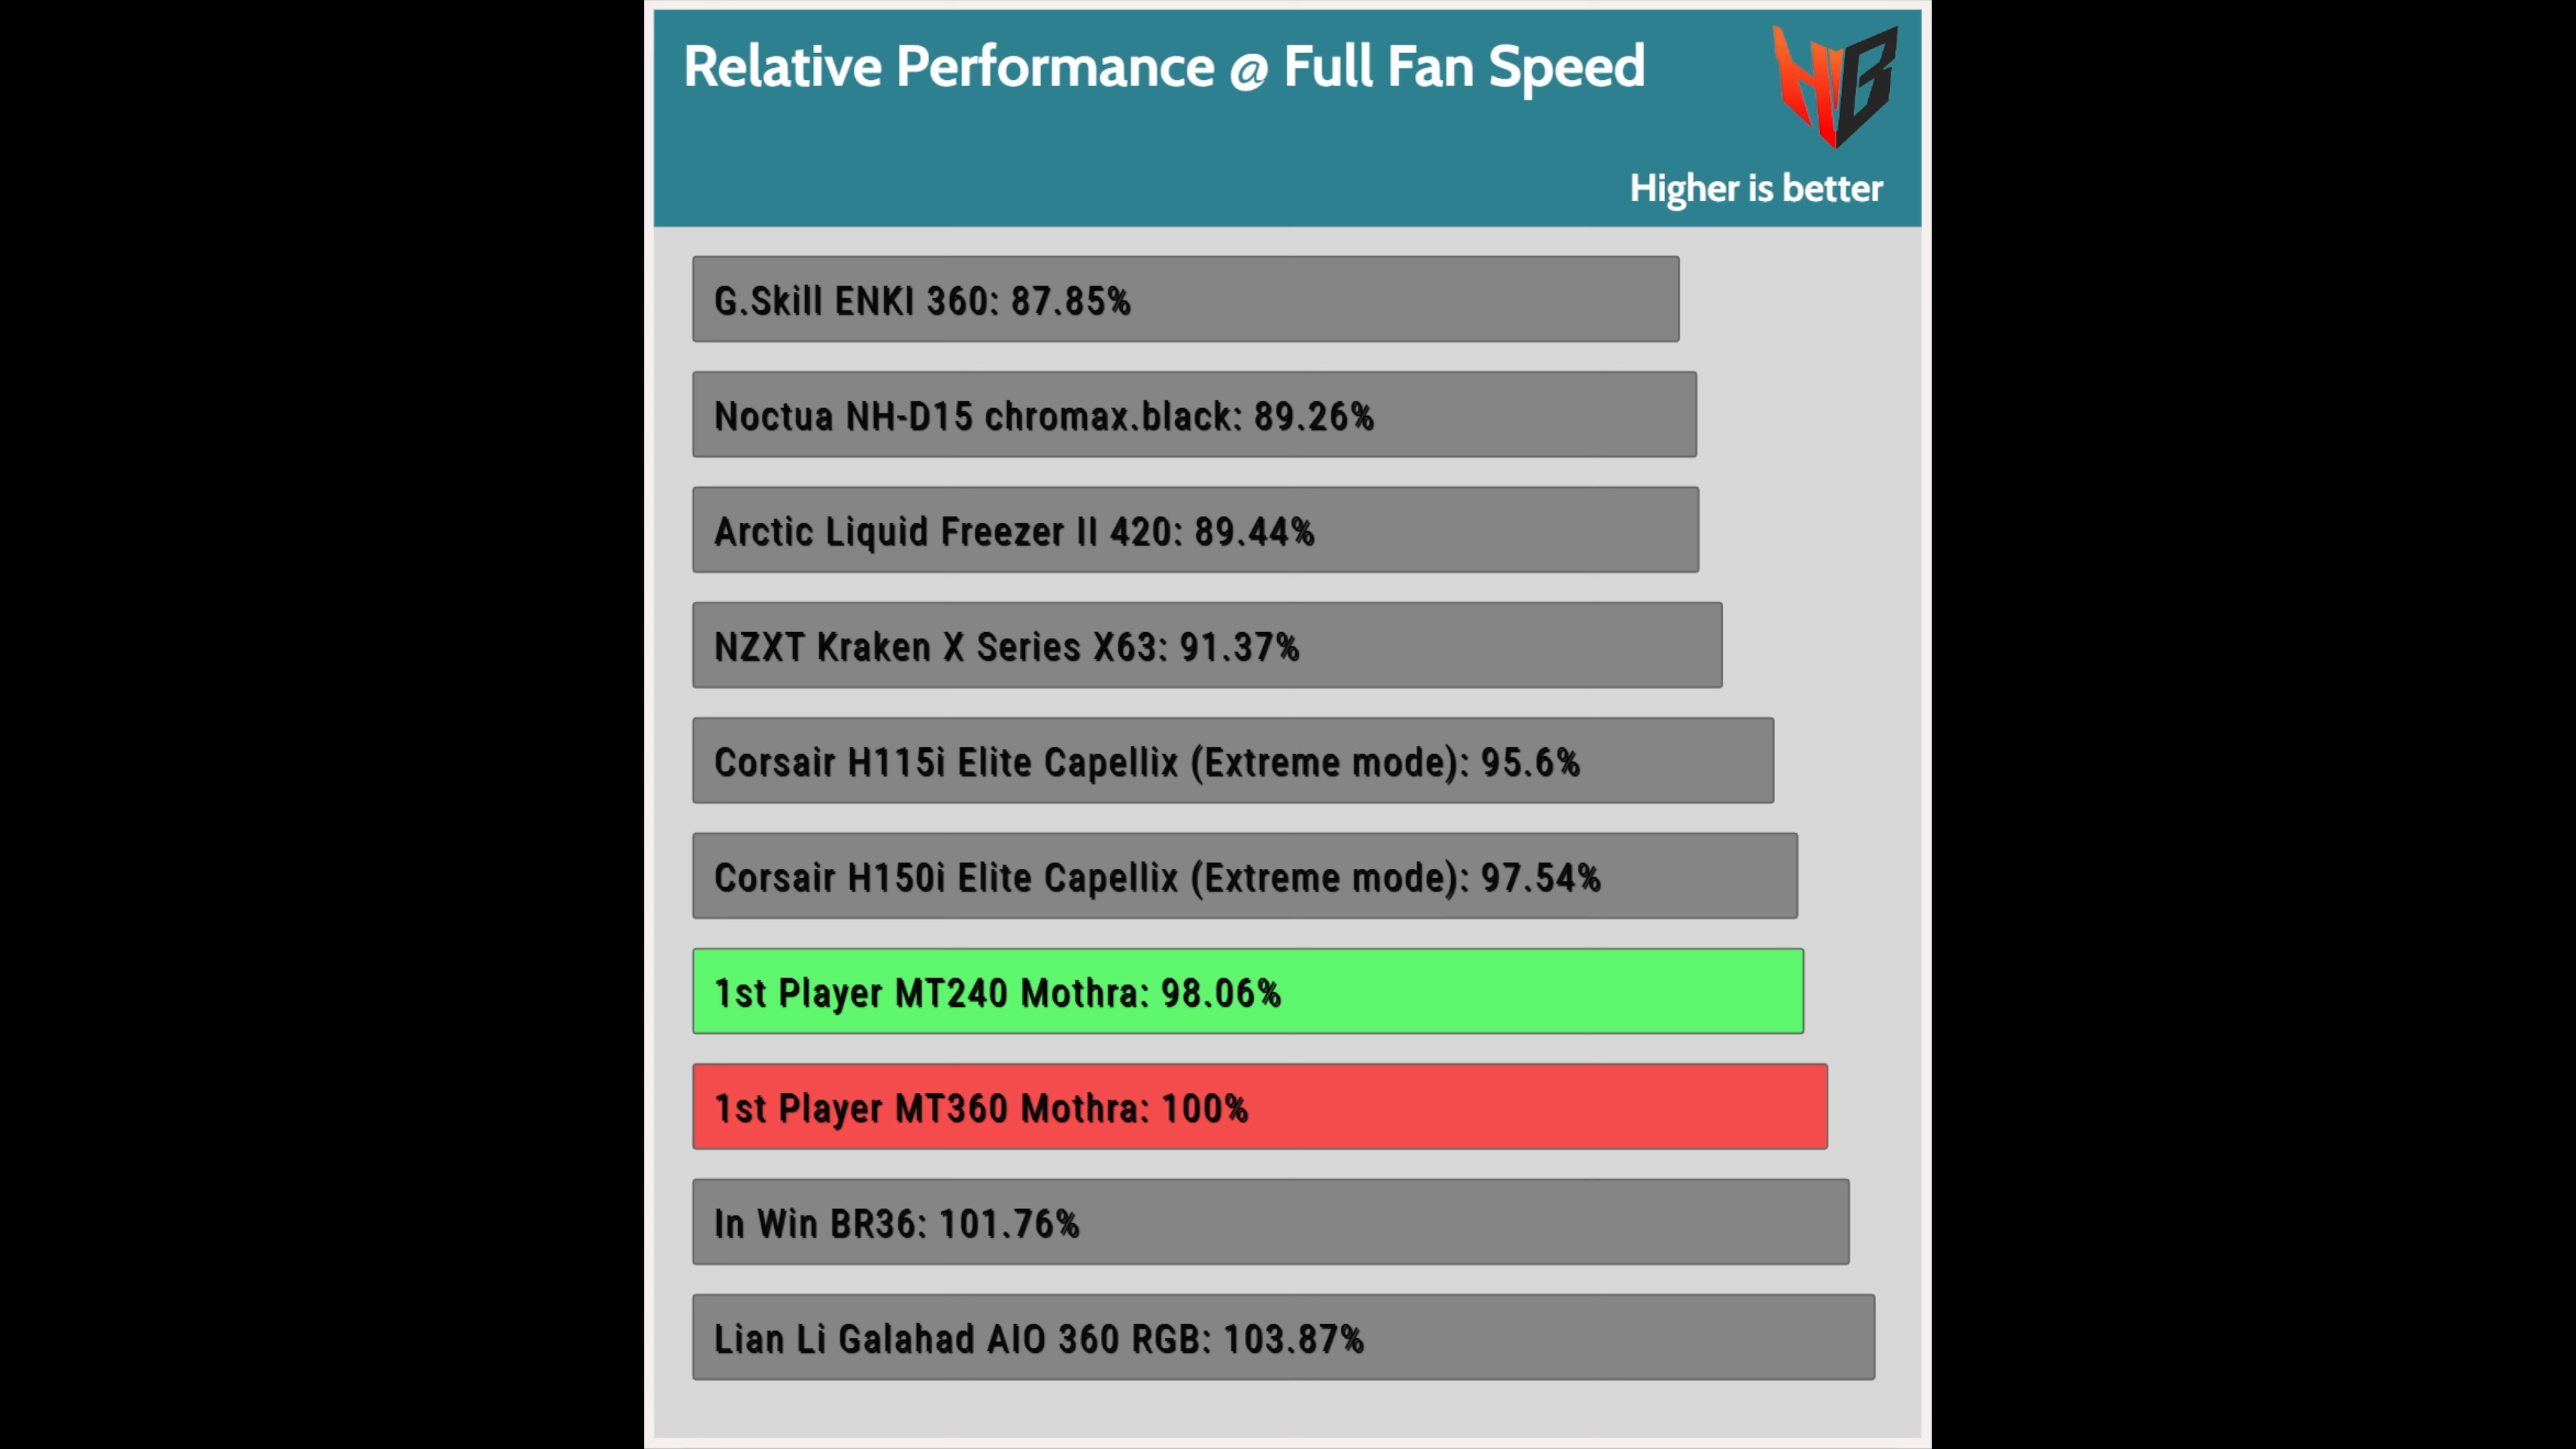 Relative Performance @ Full Fan Speed
HB
Higher is better
G.Skill ENKI 360: 87.85%
Noctua NH-D15 chromax.black: 89.26%
Arctic Liquid Freezer II 420: 89.44%
NZXT Kraken X Series X63: 91.37%
Corsair H115i Elite Capellix (Extreme mode): 95.6%
Corsair H150i Elite Capellix (Extreme mode): 97.54%
1st Player MT240 Mothra: 98.06%
1st Player MT360 Mothra: 100%
In Win BR36: 101.76%
Lian Li Galahad AIO 360 RGB: 103.87%